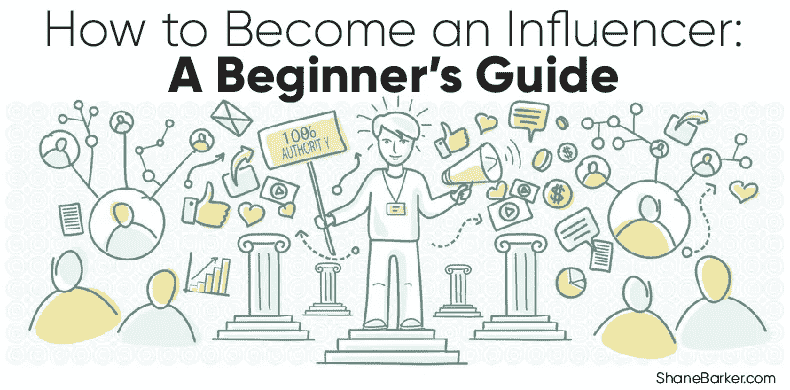 How to Become an Influencer:
A Beginner's Guide
100%
AUTHORITY
ShaneBarker.com